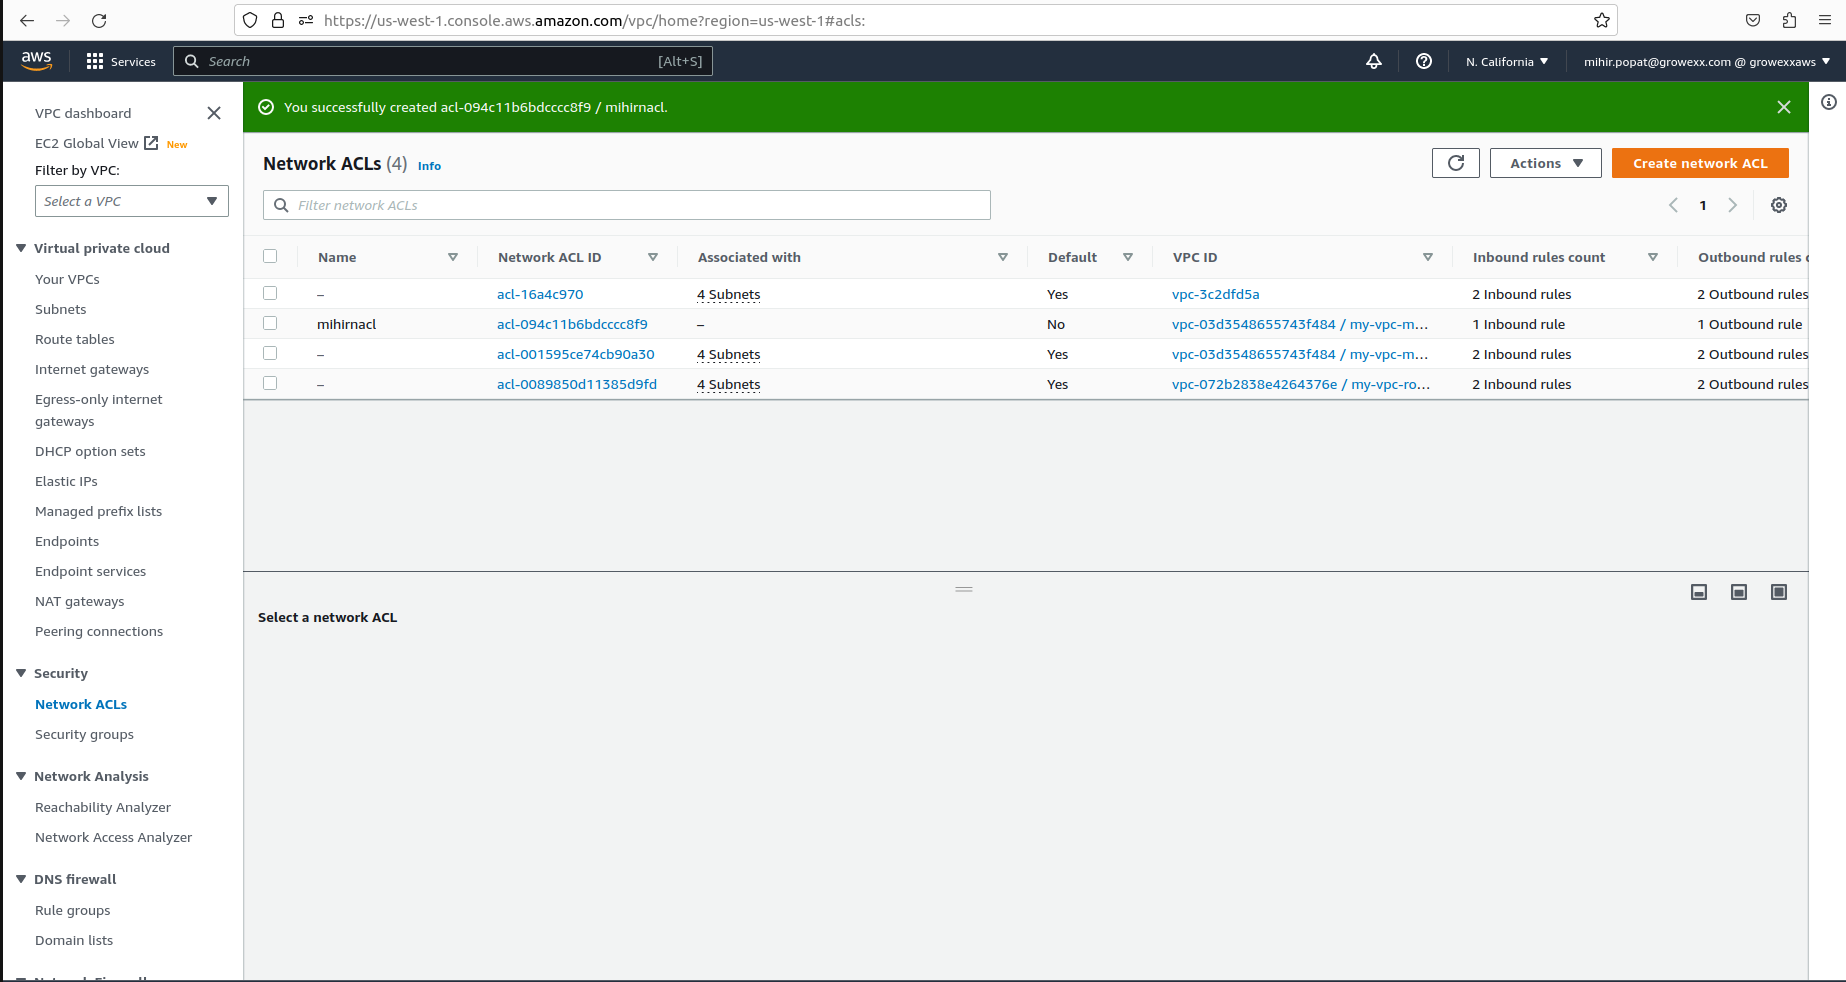 https://us-west-1.console.aws.amazon.com/vpc/home?region=us-west-1#acls:
aws Services Search [Alt+S] N. California mihir.popat@growexx.com @ growexxaws
VPC dashboard
EC2 Global View New
Filter by VPC:
Select a VPC
Virtual private cloud
Your VPCs
Subnets
Route tables
Internet gateways
Egress-only internet
gateways
DHCP option sets
Elastic IPs
Managed prefix lists
Endpoints
Endpoint services
NAT gateways
Peering connections
Security
Network ACLs
Security groups
Network Analysis
Reachability Analyzer
Network Access Analyzer
DNS firewall
Rule groups
Domain lists
You successfully created acl-094c11b6bdcccc8f9 / mihirnacl.
Network ACLs (4) Info
Actions Create network ACL
Filter network ACLs
1
Name Network ACL ID Associated with Default VPC ID Inbound rules count Outbound rules c
– acl-16a4c970 4 Subnets Yes vpc-3c2dfd5a 2 Inbound rules 2 Outbound rules
mihirnacl acl-094c11b6bdcccc8f9 – No vpc-03d3548655743f484 / my-vpc-m... 1 Inbound rule 1 Outbound rule
– acl-001595ce74cb90a30 4 Subnets Yes vpc-03d3548655743f484 / my-vpc-m... 2 Inbound rules 2 Outbound rules
– acl-0089850d11385d9fd 4 Subnets Yes vpc-072b2838e4264376e / my-vpc-ro... 2 Inbound rules 2 Outbound rules
Select a network ACL